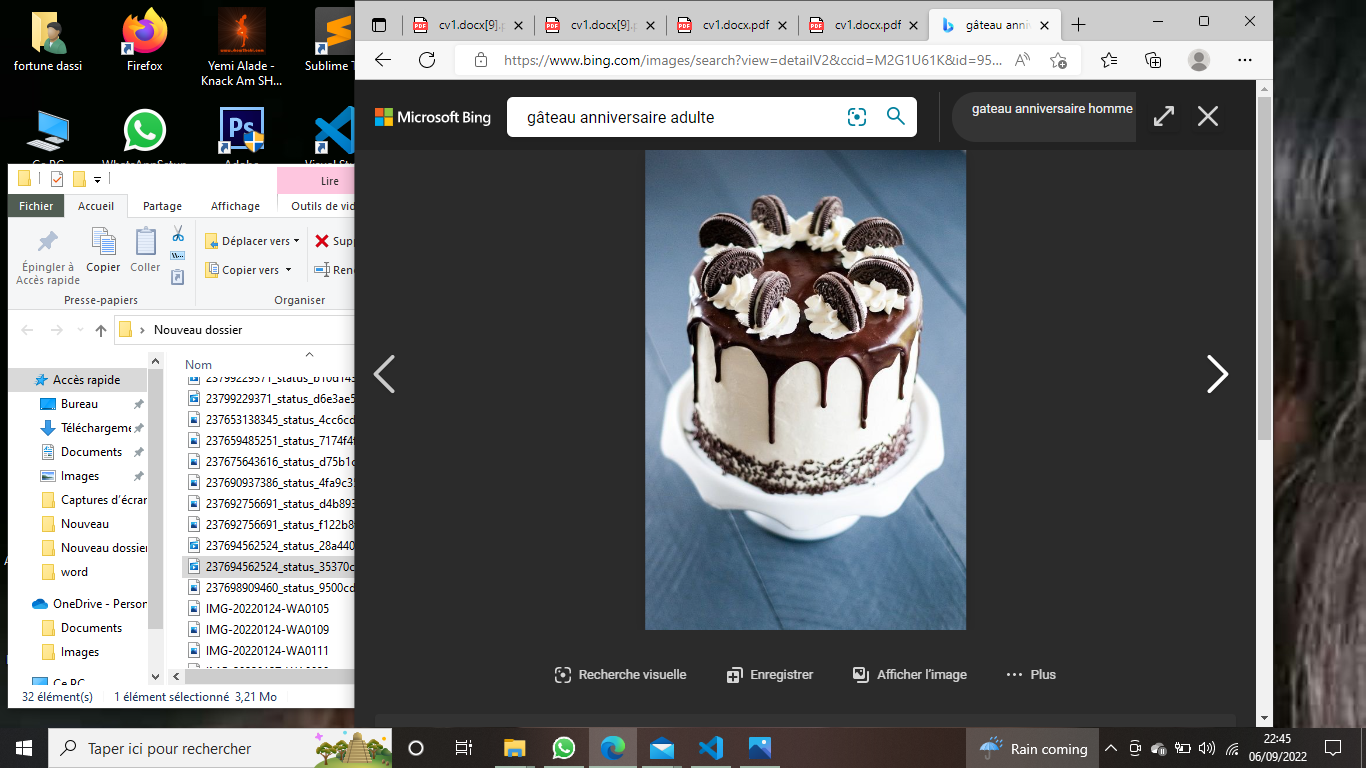 fortune dassi
Firefox
Yemi Alade -
Knack Am SH...
Sublime T
Ce PC
WhatsAppSetup
Adobe
Visual St
cv1.docx[9].p
cv1.docx[9].p
cv1.docx.pdf
cv1.docx.pdf
gâteau anni
https://www.bing.com/images/search?view=detailV2&ccid=M2G1U61K&id=95...
Microsoft Bing
gâteau anniversaire adulte
gateau anniversaire homme
Lire
Fichier
Accueil
Partage
Affichage
Outils de vid
Épingler à
Accès rapide
Copier
Coller
Déplacer vers
Copier vers
Supp
Ren
Presse-papiers
Organiser
Nouveau dossier
Nom
Accès rapide
Bureau
Téléchargeme
Documents
Images
Captures d'écran
Nouveau
Nouveau dossier
word
OneDrive - Person
Documents
Images
Ce PC
23799229371_status_b10d143
23799229371_status_d6e3ae5
237653138345_status_4cc6cd
237659485251_status_7174f4
237675643616_status_d75b1
237690937386_status_4fa9c3
237692756691_status_d4b893
237692756691_status_f122b8
237694562524_status_28a440
237694562524_status_35370c
237698909460_status_9500cd
IMG-20220124-WA0105
IMG-20220124-WA0109
IMG-20220124-WA0111
32 élément(s)
1 élément sélectionné 3,21 Mo
Recherche visuelle
Enregistrer
Afficher l'image
Plus
Taper ici pour rechercher
Rain coming
22:45
06/09/2022